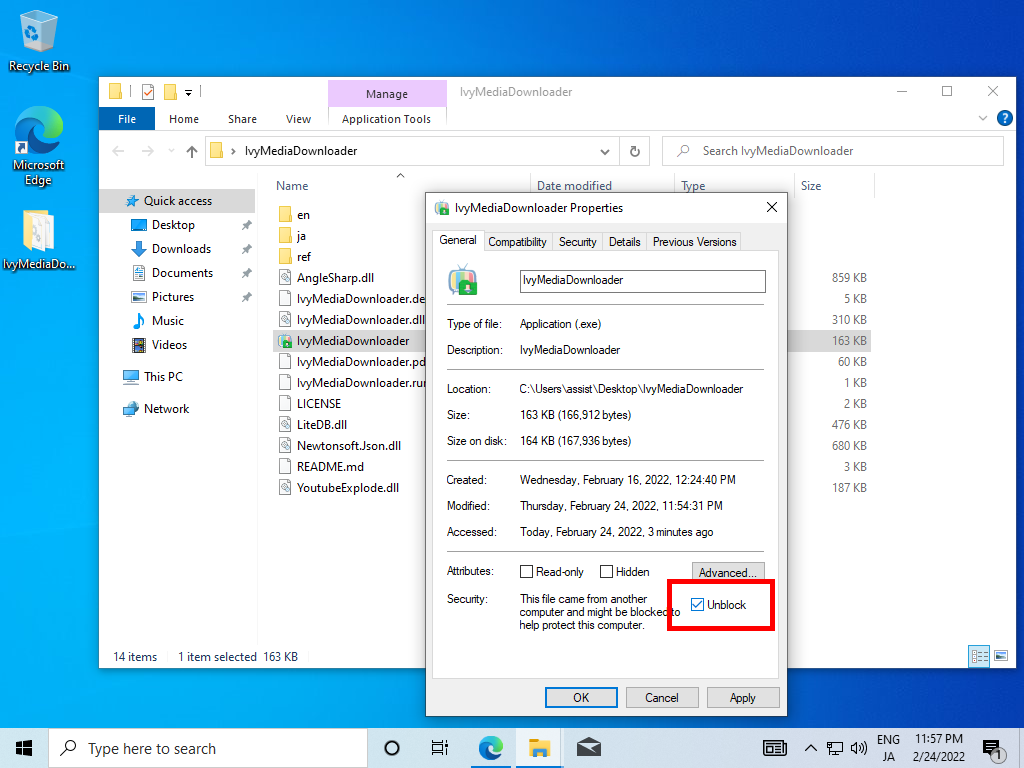 Recycle Bin
Microsoft
Edge
IvyMediaDo...
Manage
IvyMediaDownloader
File
Home
Share
View
Application Tools
IvyMediaDownloader
Search IvyMediaDownloader
Name
Date modified
Type
Size
Quick access
Desktop
Downloads
Documents
Pictures
Music
Videos
This PC
Network
en
ja
ref
AngleSharp.dll
859 KB
IvyMediaDownloader.de
5 KB
IvyMediaDownloader.dll
310 KB
IvyMediaDownloader
163 KB
IvyMediaDownloader.pd
60 KB
IvyMediaDownloader.run
1 KB
LICENSE
2 KB
LiteDB.dll
476 KB
Newtonsoft.Json.dll
680 KB
README.md
3 KB
YoutubeExplode.dll
187 KB
14 items
1 item selected 163 KB
IvyMediaDownloader Properties
General
Compatibility
Security
Details
Previous Versions
IvyMediaDownloader
Type of file: Application (.exe)
Description: IvyMediaDownloader
Location: C:\Users\assist\Desktop\IvyMediaDownloader
Size: 163 KB (166,912 bytes)
Size on disk: 164 KB (167,936 bytes)
Created: Wednesday, February 16, 2022, 12:24:40 PM
Modified: Thursday, February 24, 2022, 11:54:31 PM
Accessed: Today, February 24, 2022, 3 minutes ago
Attributes: Read-only Hidden Advanced...
Security: This file came from another
computer and might be blocked to
help protect this computer.
Unblock
OK
Cancel
Apply
Type here to search
ENG
JA
11:57 PM
2/24/2022
1